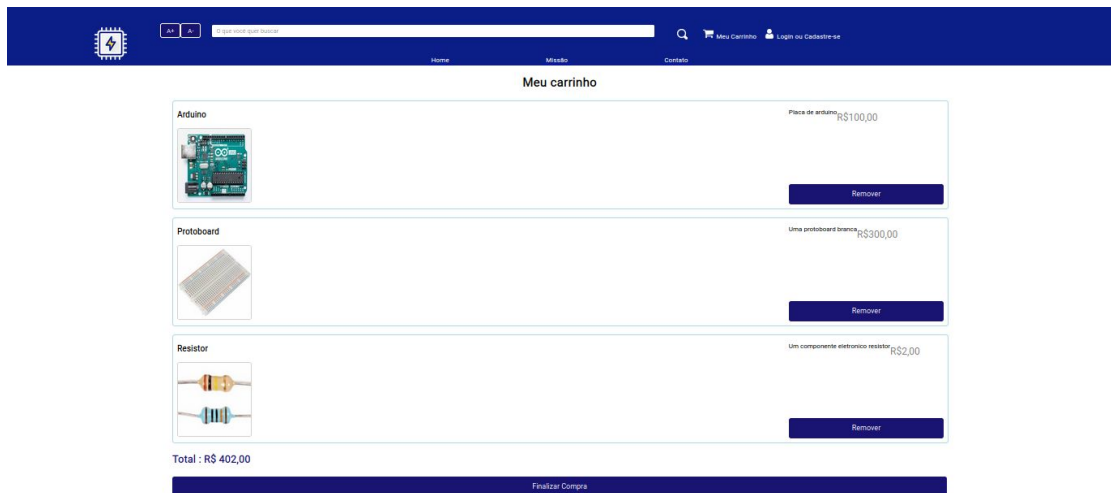 A+ A- O que você quer buscar Meu Carrinho Login ou Cadastre-se
Home Missão Contato
Meu carrinho
Arduino
Placa de arduino R$100,00
Remover
Protoboard
Uma protoboard branca R$300,00
Remover
Resistor
Um componente eletronico resistor R$2,00
Remover
Total : R$ 402,00
Finalizar Compra